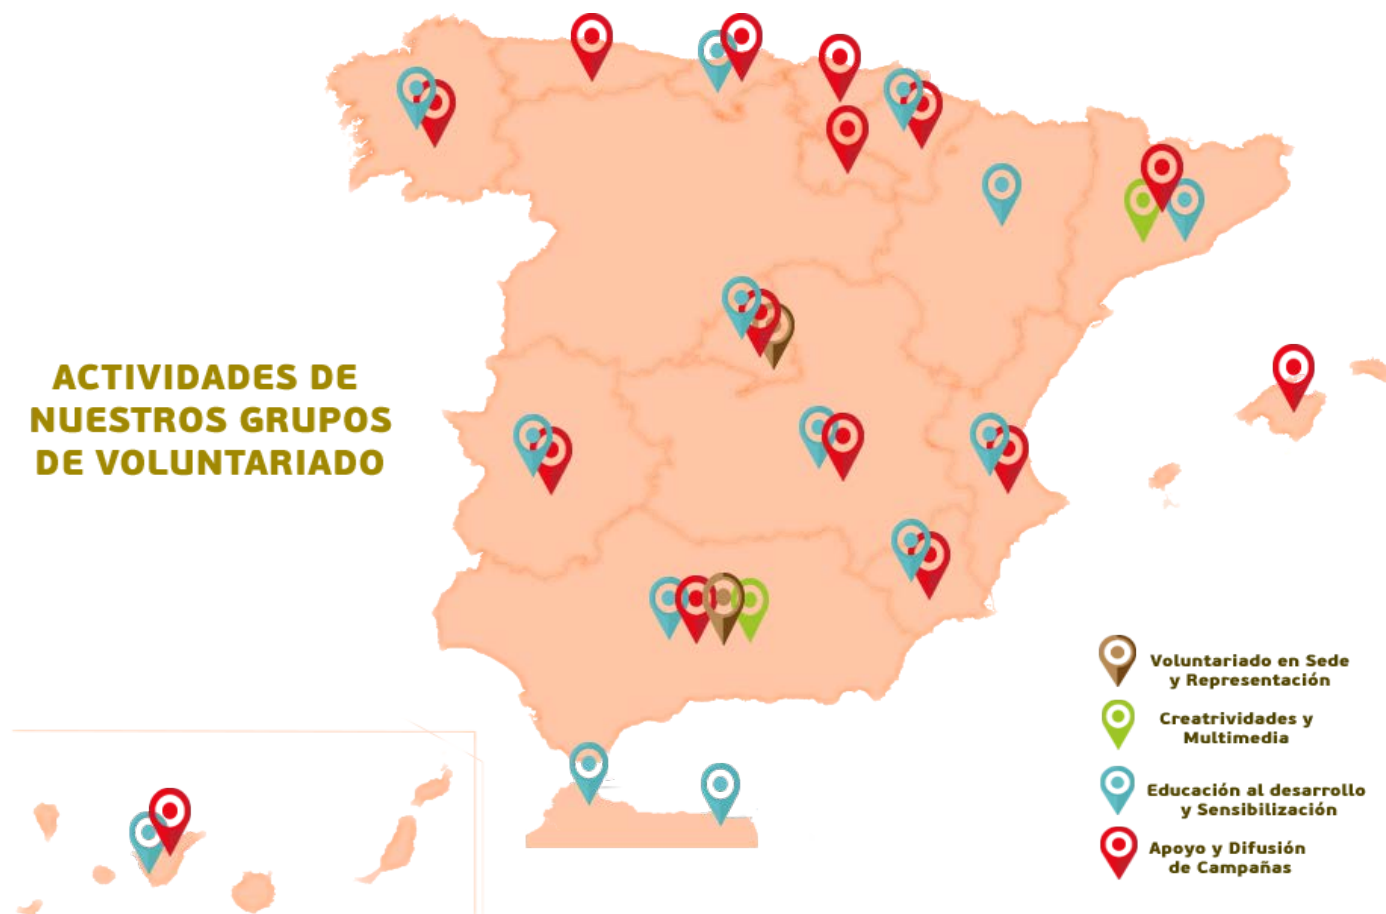 ACTIVIDADES DE
NUESTROS GRUPOS
DE VOLUNTARIADO
Voluntariado en Sede
y Representación
Creatrividades y
Multimedia
Educación al desarrollo
y Sensibilización
Apoyo y Difusión
de Campañas